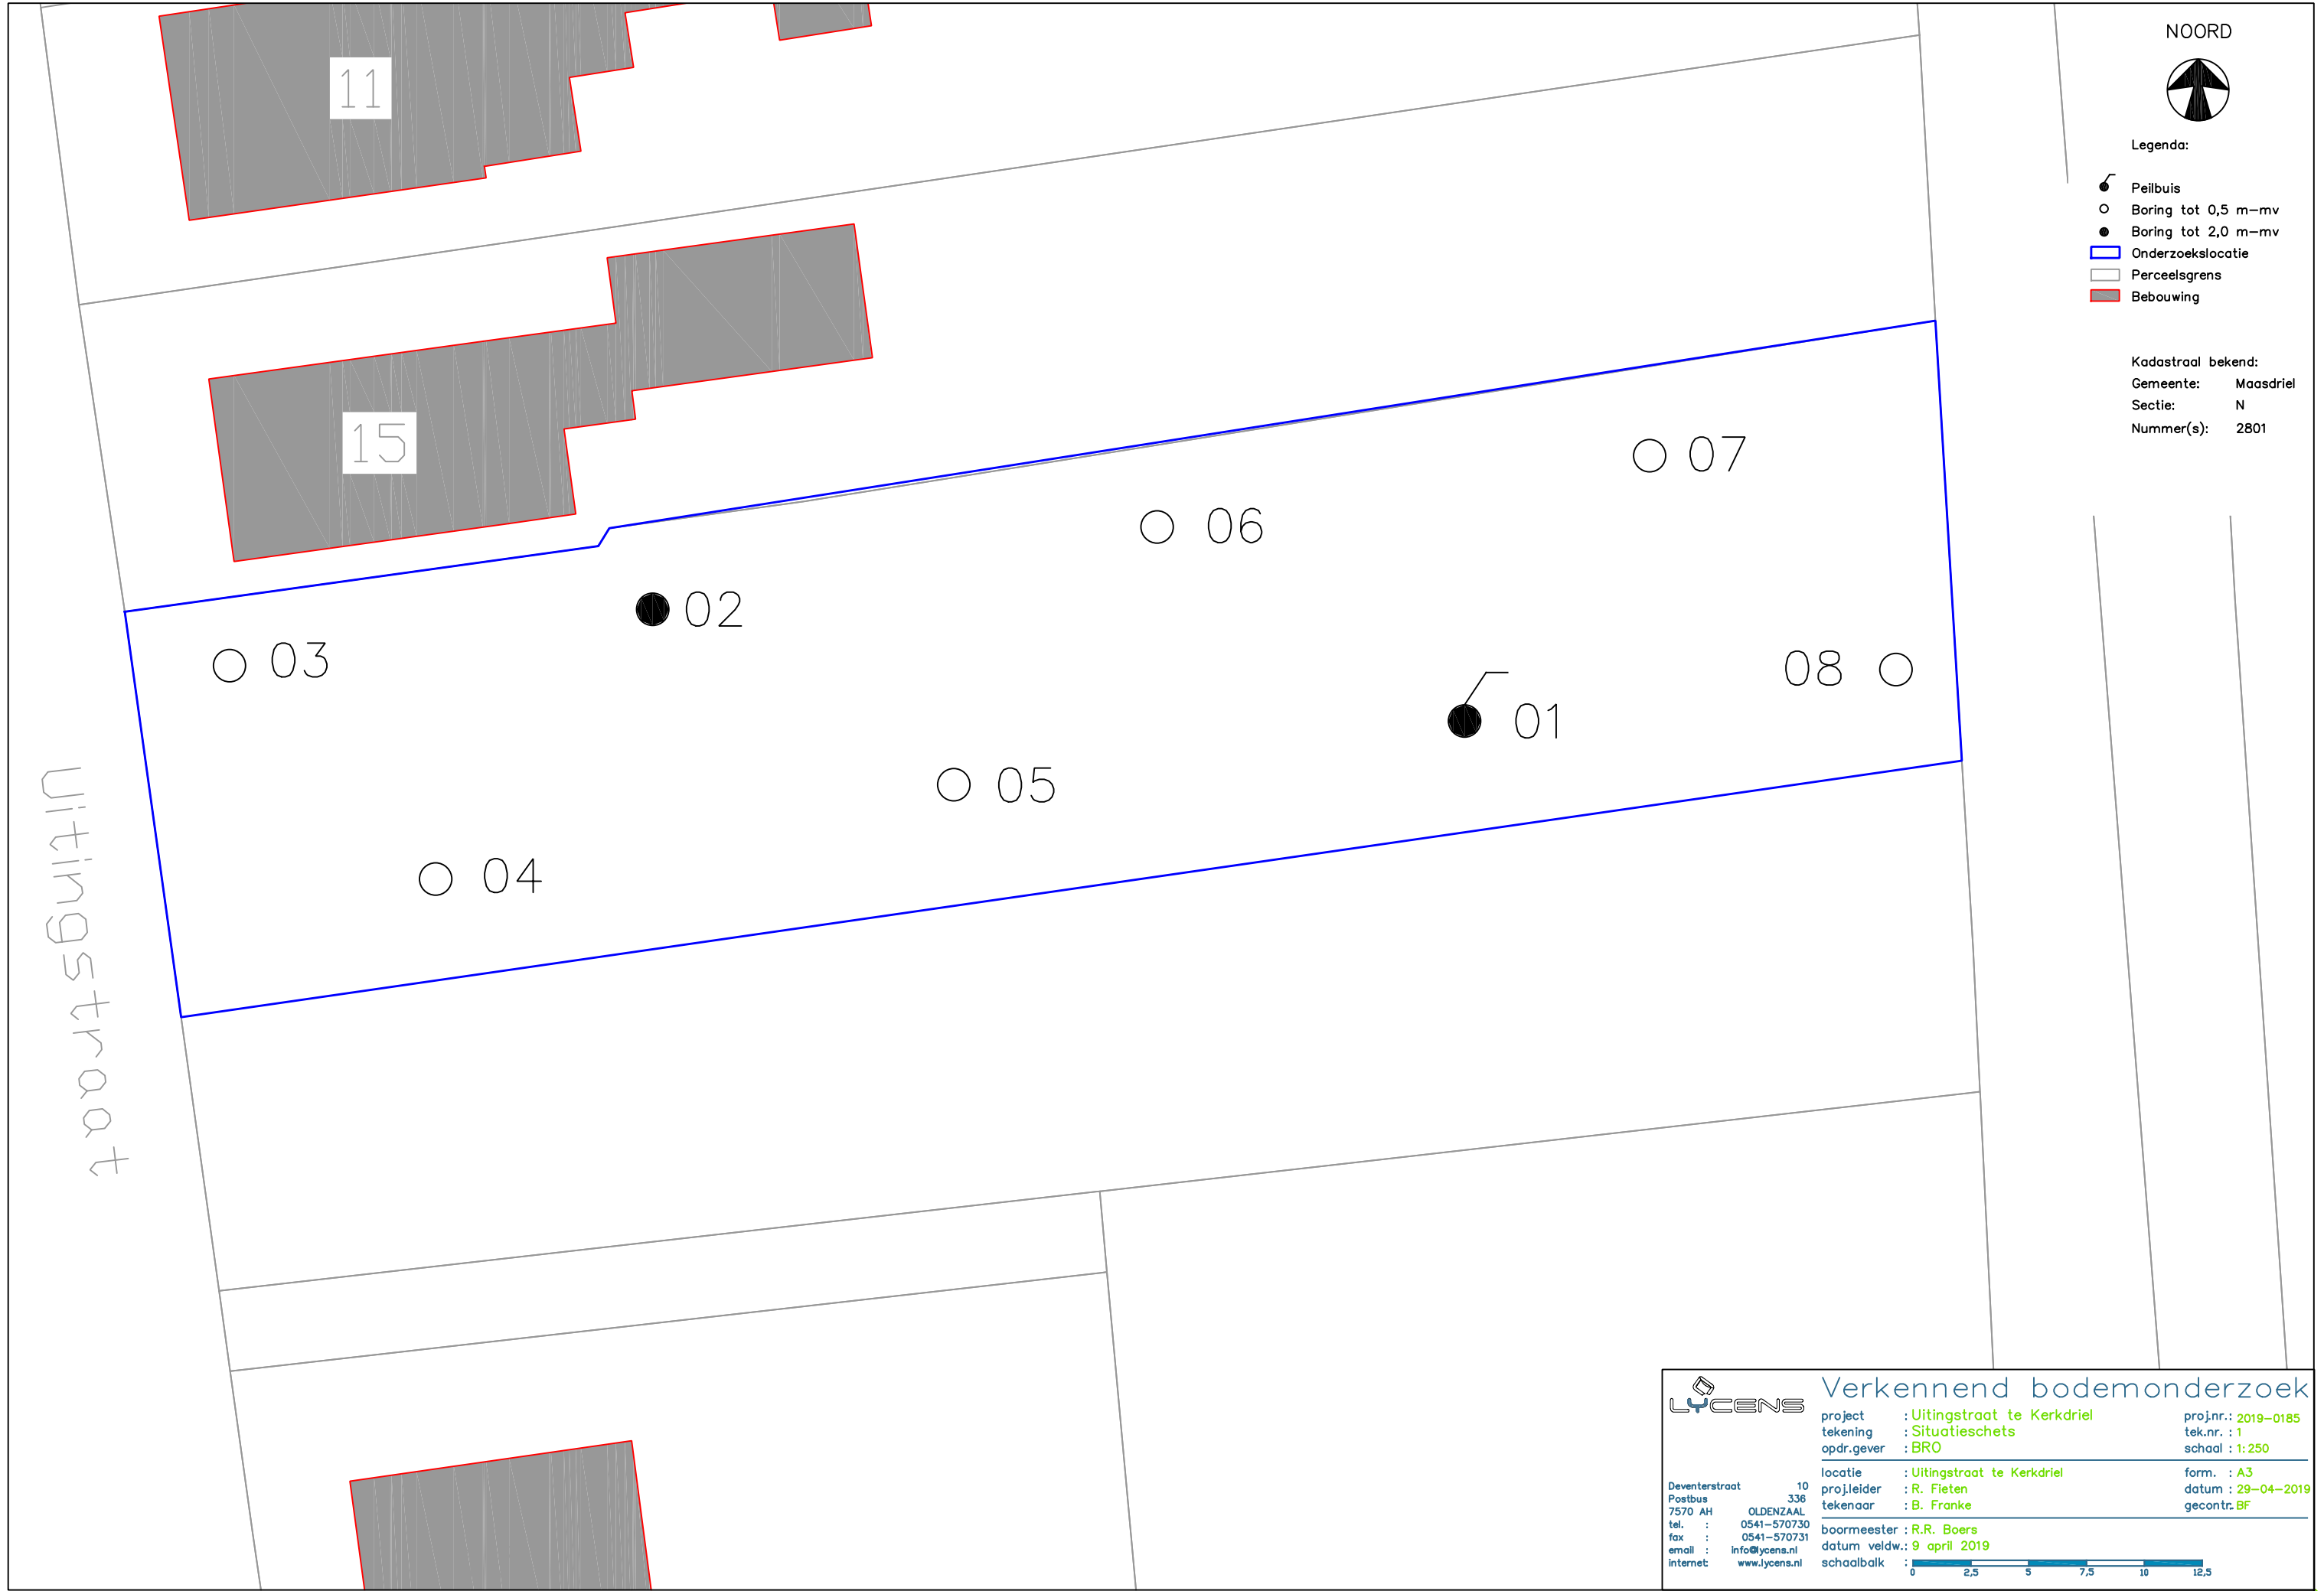 NOORD
Legenda:
Peilbuis
Boring tot 0,5 m-mv
Boring tot 2,0 m-mv
Onderzoekslocatie
Perceelsgrens
Bebouwing
Kadastraal bekend:
Gemeente: Maasdriel
Sectie: N
Nummer(s): 2801
11
15
07
06
02
03
08
01
05
04
Uitingstraat
LYCENS
Deventerstraat 10
Postbus 336
7570 AH OLDENZAAL
tel. : 0541-570730
fax : 0541-570731
email : info@lycens.nl
internet: www.lycens.nl
Verkennend bodemonderzoek
project : Uitingstraat te Kerkdriel proj.nr.: 2019-0185
tekening : Situatieschets tek.nr. : 1
opdr.gever : BRO schaal : 1:250
locatie : Uitingstraat te Kerkdriel form. : A3
proj.leider : R. Fleten datum : 29-04-2019
tekenaar : B. Franke gecontr.: BF
boormeester : R.R. Boers
datum veldw.: 9 april 2019
schaalbalk :
0 2,5 5 7,5 10 12,5